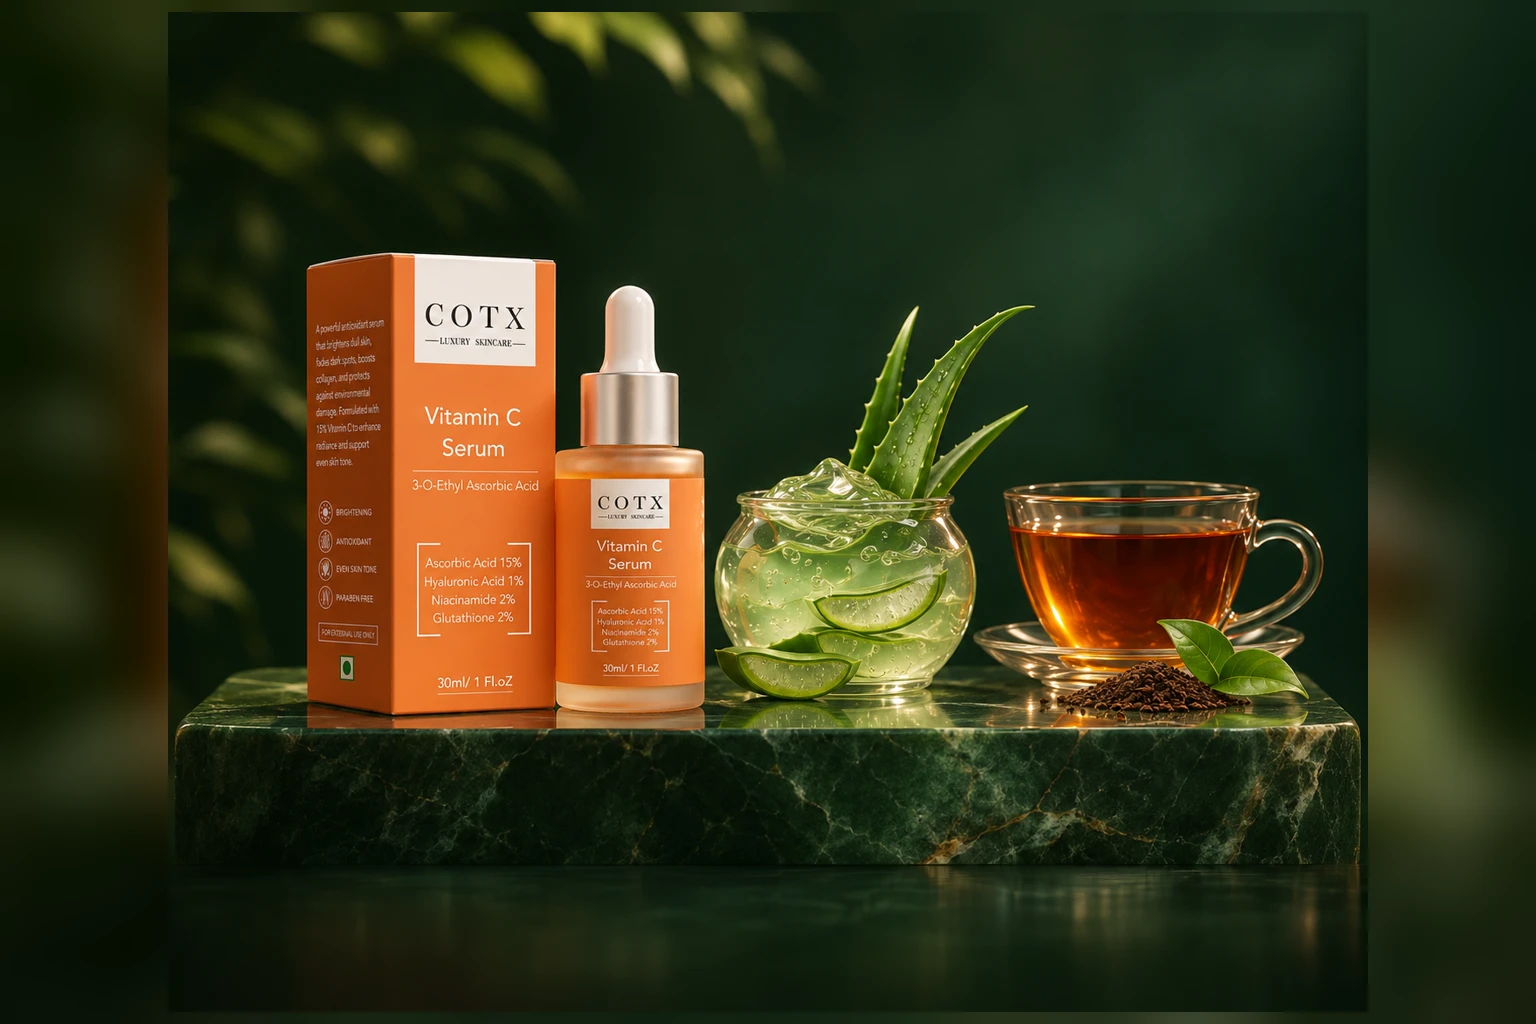 A powerful antioxidant serum
that brightens dull skin,
fades dark spots, boosts
collagen, and protects
against environmental
damage. Formulated with
15% Vitamin C to enhance
radiance and support
even skin tone.
BRIGHTENING
ANTIOXIDANT
EVEN SKIN TONE
PARABEN FREE
FOR EXTERNAL USE ONLY
COTX
LUXURY SKINCARE
Vitamin C
Serum
3-O-Ethyl Ascorbic Acid
Ascorbic Acid 15%
Hyaluronic Acid 1%
Niacinamide 2%
Glutathione 2%
30ml/ 1 Fl.oZ
COTX
LUXURY SKINCARE
Vitamin C
Serum
3-O-Ethyl Ascorbic Acid
Ascorbic Acid 15%
Hyaluronic Acid 1%
Niacinamide 2%
Glutathione 2%
30ml/ 1 Fl.oZ